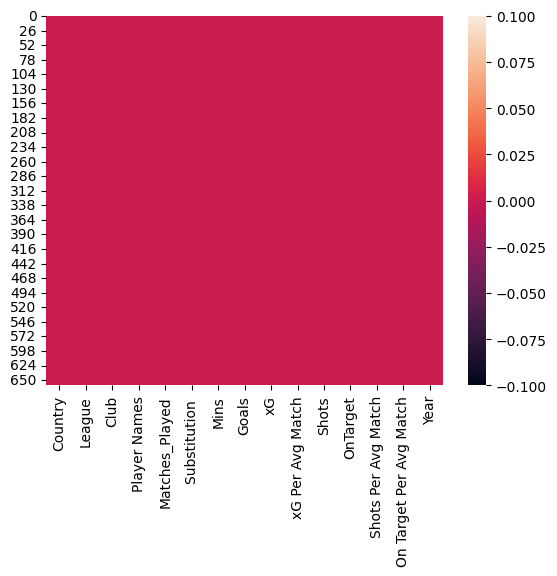 0
26
52
78
104
130
156
182
208
234
260
286
312
338
364
390
416
442
468
494
520
546
572
598
624
650
Country
League
Club
Player Names
Matches_Played
Substitution
Mins
Goals
xG
xG Per Avg Match
Shots
OnTarget
Shots Per Avg Match
On Target Per Avg Match
Year
0.100
0.075
0.050
0.025
0.000
−0.025
−0.050
−0.075
−0.100